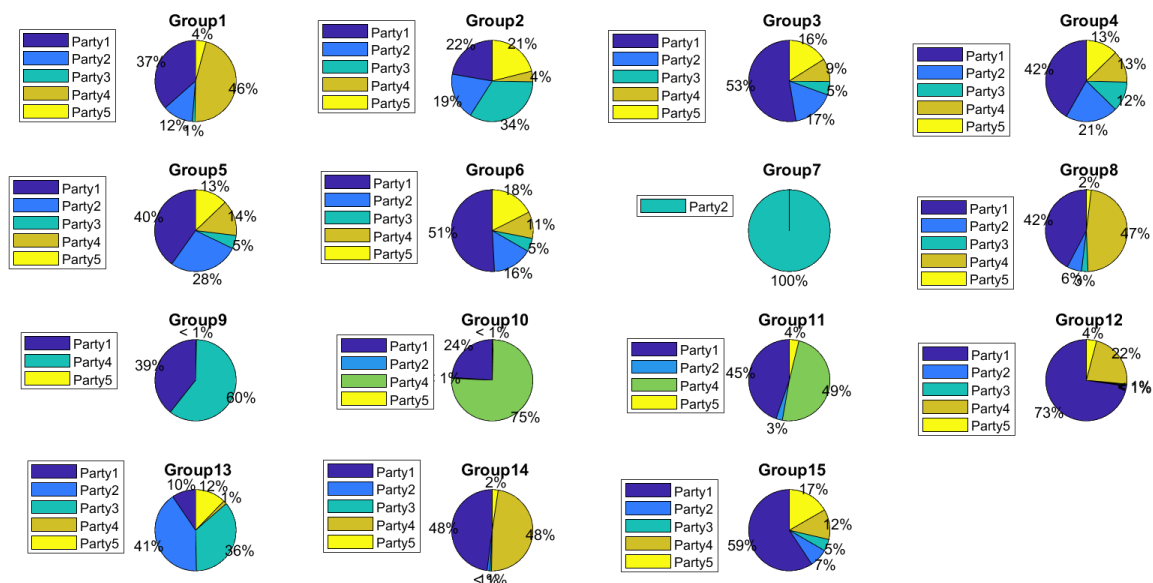 Group1
Party1
Party2
Party3
Party4
Party5
4%
37%
46%
12%
1%
Group2
Party1
Party2
Party3
Party4
Party5
22%
21%
4%
19%
34%
Group3
Party1
Party2
Party3
Party4
Party5
16%
9%
53%
5%
17%
Group4
Party1
Party2
Party3
Party4
Party5
13%
42%
13%
12%
21%
Group5
Party1
Party2
Party3
Party4
Party5
13%
40%
14%
5%
28%
Group6
Party1
Party2
Party3
Party4
Party5
18%
11%
51%
5%
16%
Group7
Party2
100%
Group8
Party1
Party2
Party3
Party4
Party5
2%
42%
47%
6%
3%
Group9
Party1
Party4
Party5
< 1%
39%
60%
Group10
Party1
Party2
Party4
Party5
< 1%
24%
1%
75%
Group11
Party1
Party2
Party4
Party5
4%
45%
49%
3%
Group12
Party1
Party2
Party3
Party4
Party5
4%
22%
< 1%
73%
Group13
Party1
Party2
Party3
Party4
Party5
10%
12%
1%
41%
36%
Group14
Party1
Party2
Party3
Party4
Party5
2%
48%
48%
1%
Group15
Party1
Party2
Party3
Party4
Party5
17%
12%
59%
5%
7%